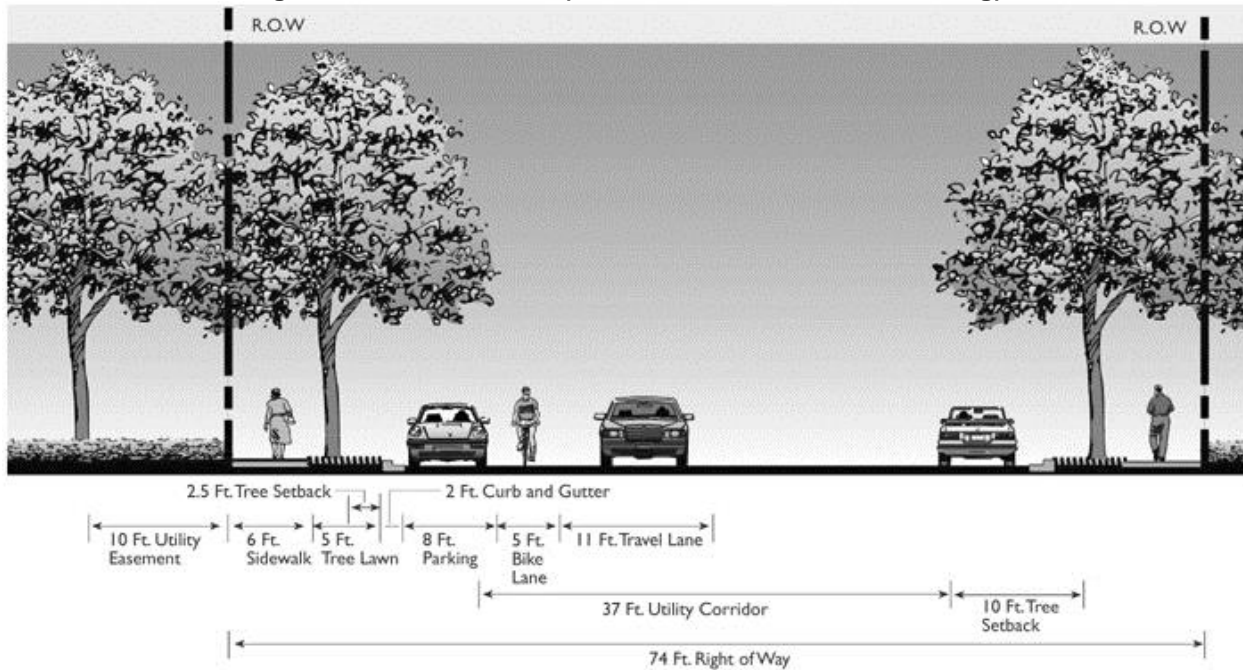 R.O.W
R.O.W
2.5 Ft. Tree Setback
2 Ft. Curb and Gutter
10 Ft. Utility
Easement
6 Ft.
Sidewalk
5 Ft.
Tree Lawn
8 Ft.
Parking
5 Ft.
Bike
Lane
11 Ft. Travel Lane
37 Ft. Utility Corridor
10 Ft. Tree
Setback
74 Ft. Right of Way